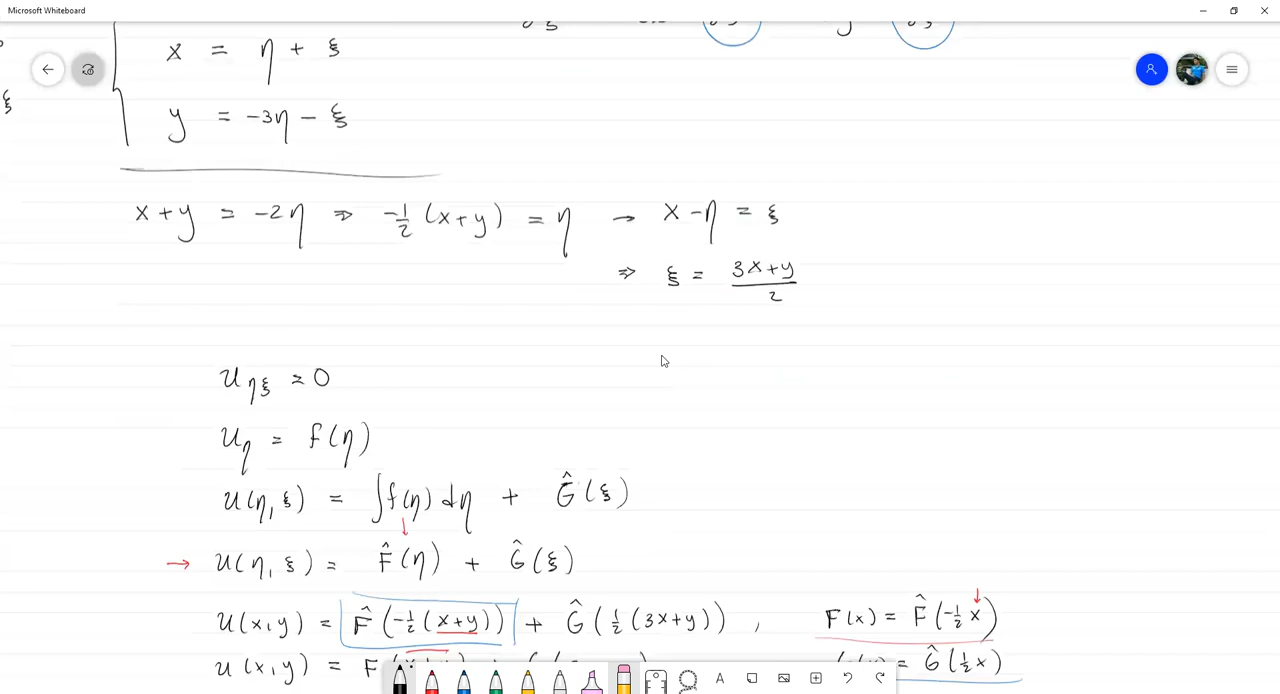 Microsoft Whiteboard
x = η + ξ
y = -3η - ξ
ξ
x + y = -2η ⇒ -1/2 (x+y) = η → x - η = ξ
⇒ ξ = (3x+y)/2
u_ηξ = 0
u_η = f(η)
u(η, ξ) = ∫f(η) dη + Ĝ(ξ)
→ u(η, ξ) = F̂(η) + Ĝ(ξ)
u(x,y) = F̂(-1/2(x+y)) + Ĝ(1/2(3x+y)) , F(x) = F̂(-1/2 x)
u(x,y) = F = Ĝ(1/2 x)
A